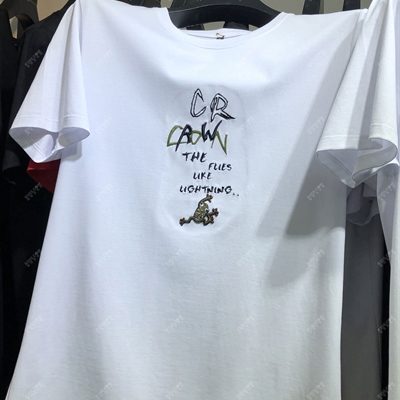 CR
CROWN
THE
FLIES
LIKE
LIGHTNING..